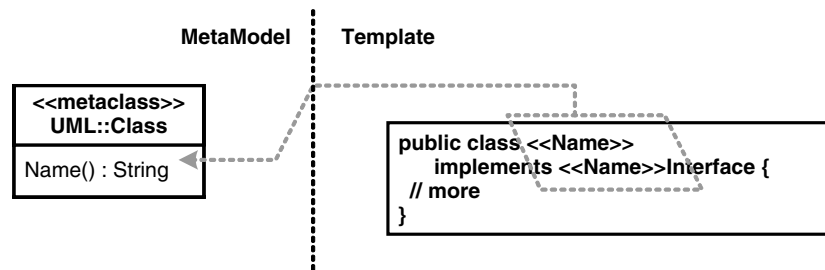 MetaModel
Template
<<metaclass>>
UML::Class
Name() : String
public class <<Name>>
implements <<Name>>Interface {
// more
}